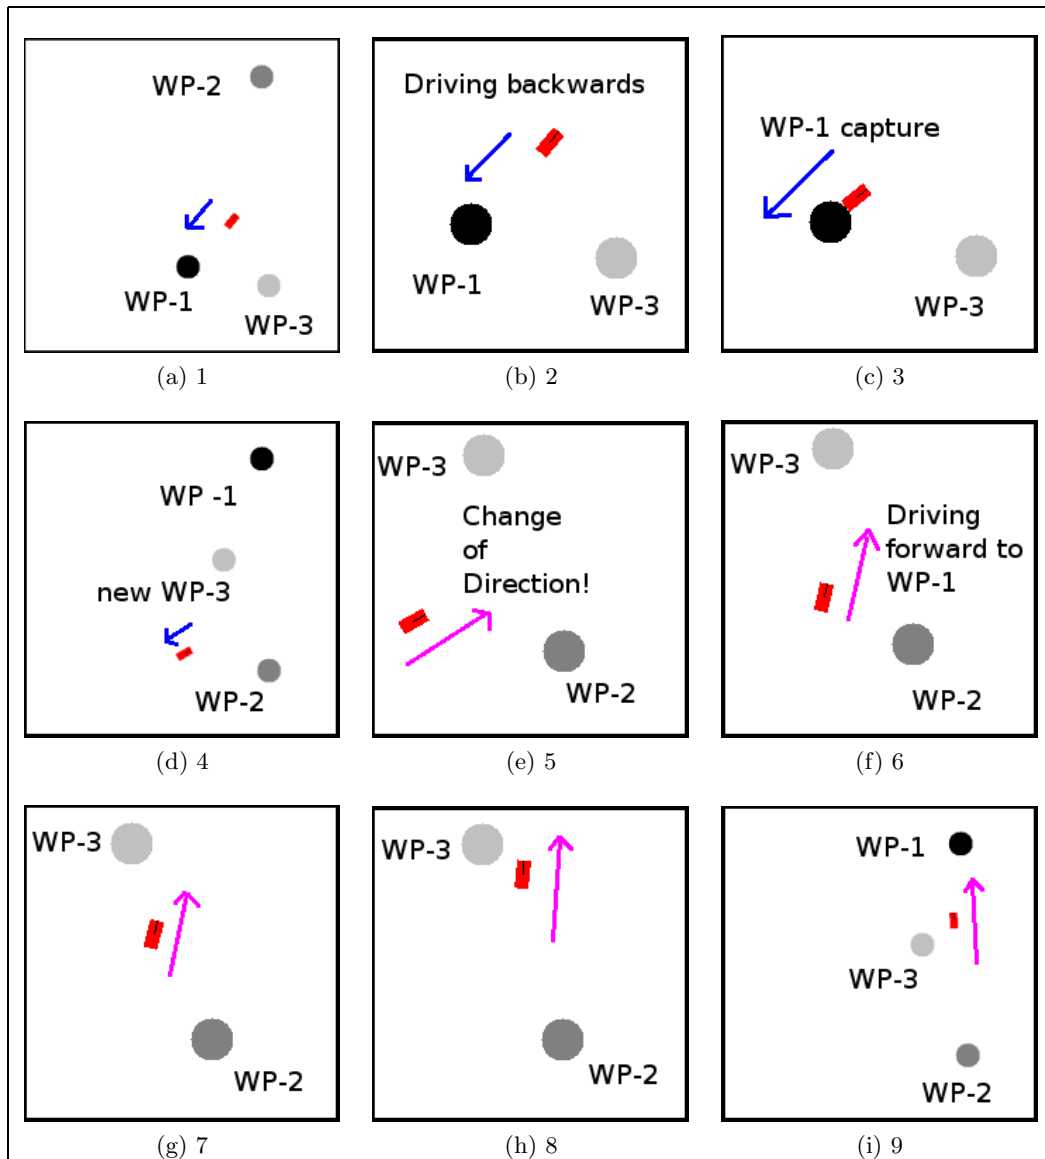 WP-2
WP-1
WP-3
(a) 1
Driving backwards
WP-1
WP-3
(b) 2
WP-1 capture
WP-3
(c) 3
WP -1
new WP-3
WP-2
(d) 4
WP-3
Change
of
Direction!
WP-2
(e) 5
WP-3
Driving
forward to
WP-1
WP-2
(f) 6
WP-3
WP-2
(g) 7
WP-3
WP-2
(h) 8
WP-1
WP-3
WP-2
(i) 9